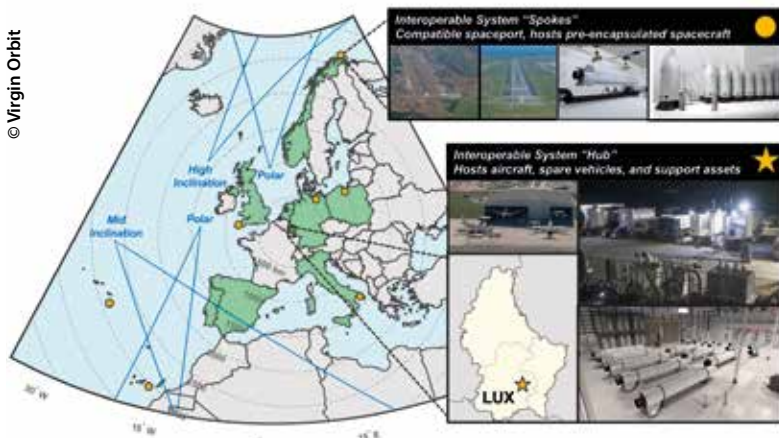 © Virgin Orbit
Interoperable System "Spokes"
Compatible spaceport, hosts pre-encapsulated spacecraft
High
Inclination
Polar
Mid
Inclination
Polar
Interoperable System "Hub"
Hosts aircraft, spare vehicles, and support assets
LUX
30° W
15° W